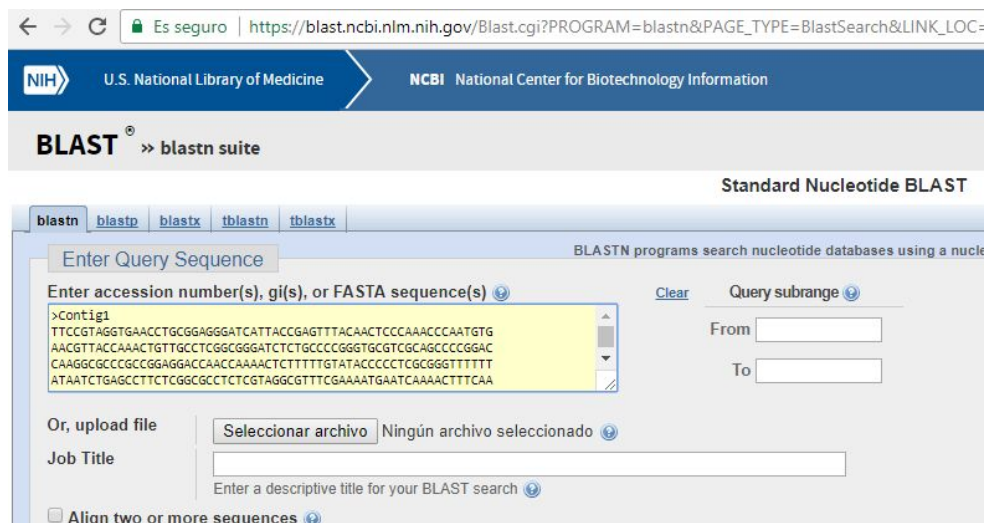 Es seguro | https://blast.ncbi.nlm.nih.gov/Blast.cgi?PROGRAM=blastn&PAGE_TYPE=BlastSearch&LINK_LOC=
NIH U.S. National Library of Medicine NCBI National Center for Biotechnology Information
BLAST ® » blastn suite
Standard Nucleotide BLAST
blastn blastp blastx tblastn tblastx
BLASTN programs search nucleotide databases using a nucle
Enter Query Sequence
Enter accession number(s), gi(s), or FASTA sequence(s) Clear Query subrange
>Contig1
TTCCGTAGGTGAACCTGCGGAGGGATCATTACCGAGTTTACAACTCCCAAACCCAATGTG
AACGTTACCAAACTGTTGCCTCGGCGGGATCTCTGCCCCGGGTGCGTCGCAGCCCCGGAC
CAAGGCGCCCGCCGGAGGACCAACCAAAACTCTTTTTGTATACCCCCTCGCGGGTTTTTT
ATAATCTGAGCCTTCTCGGCGCCTCTCGTAGGCGTTTCGAAAATGAATCAAAACTTTCAA
From
To
Or, upload file Seleccionar archivo Ningún archivo seleccionado
Job Title
Enter a descriptive title for your BLAST search
Align two or more sequences